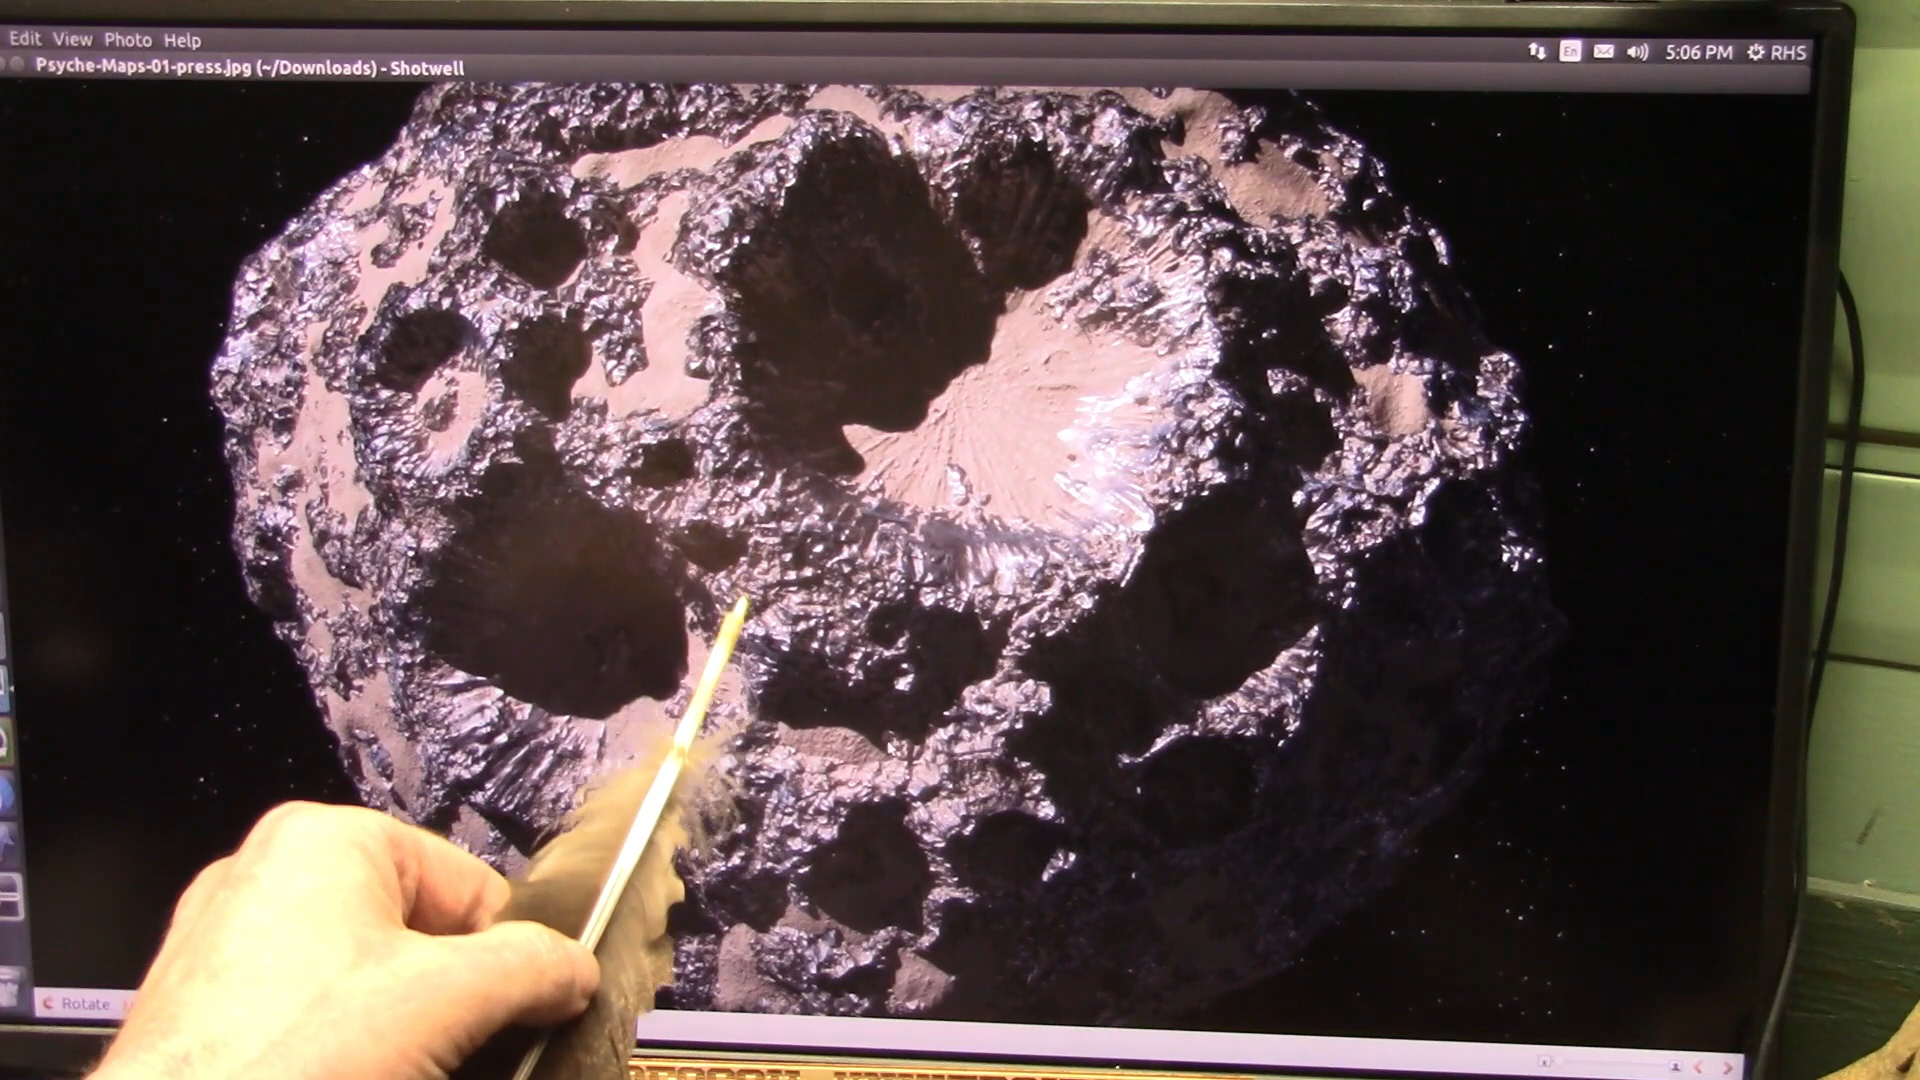 Edit View Photo Help
En 5:06 PM RHS
Psyche-Maps-01-press.jpg (~/Downloads) - Shotwell
Rotate